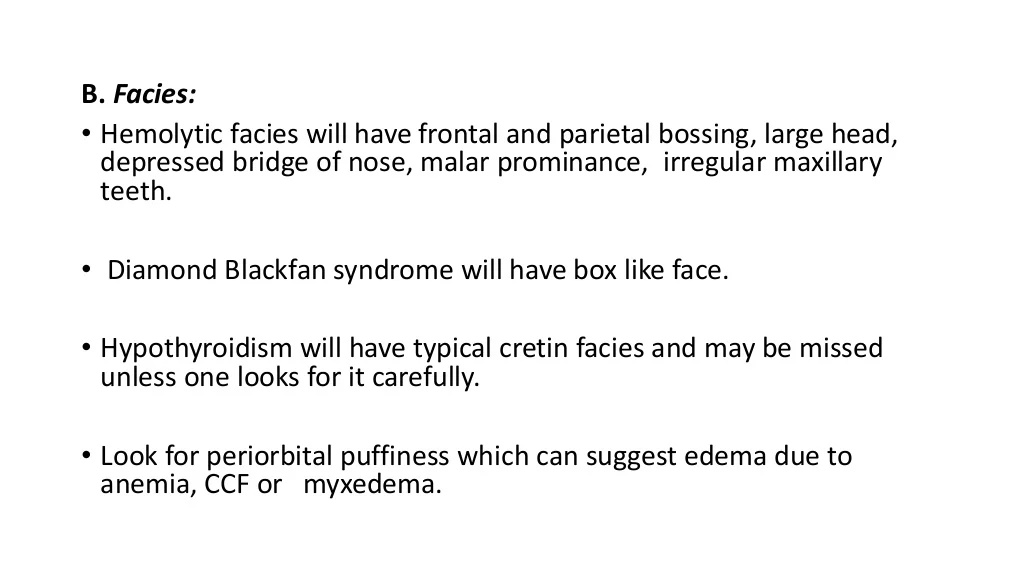 B. Facies:
• Hemolytic facies will have frontal and parietal bossing, large head,
depressed bridge of nose, malar prominance,  irregular maxillary
teeth.
•  Diamond Blackfan syndrome will have box like face.
• Hypothyroidism will have typical cretin facies and may be missed
unless one looks for it carefully.
• Look for periorbital puffiness which can suggest edema due to
anemia, CCF or   myxedema.